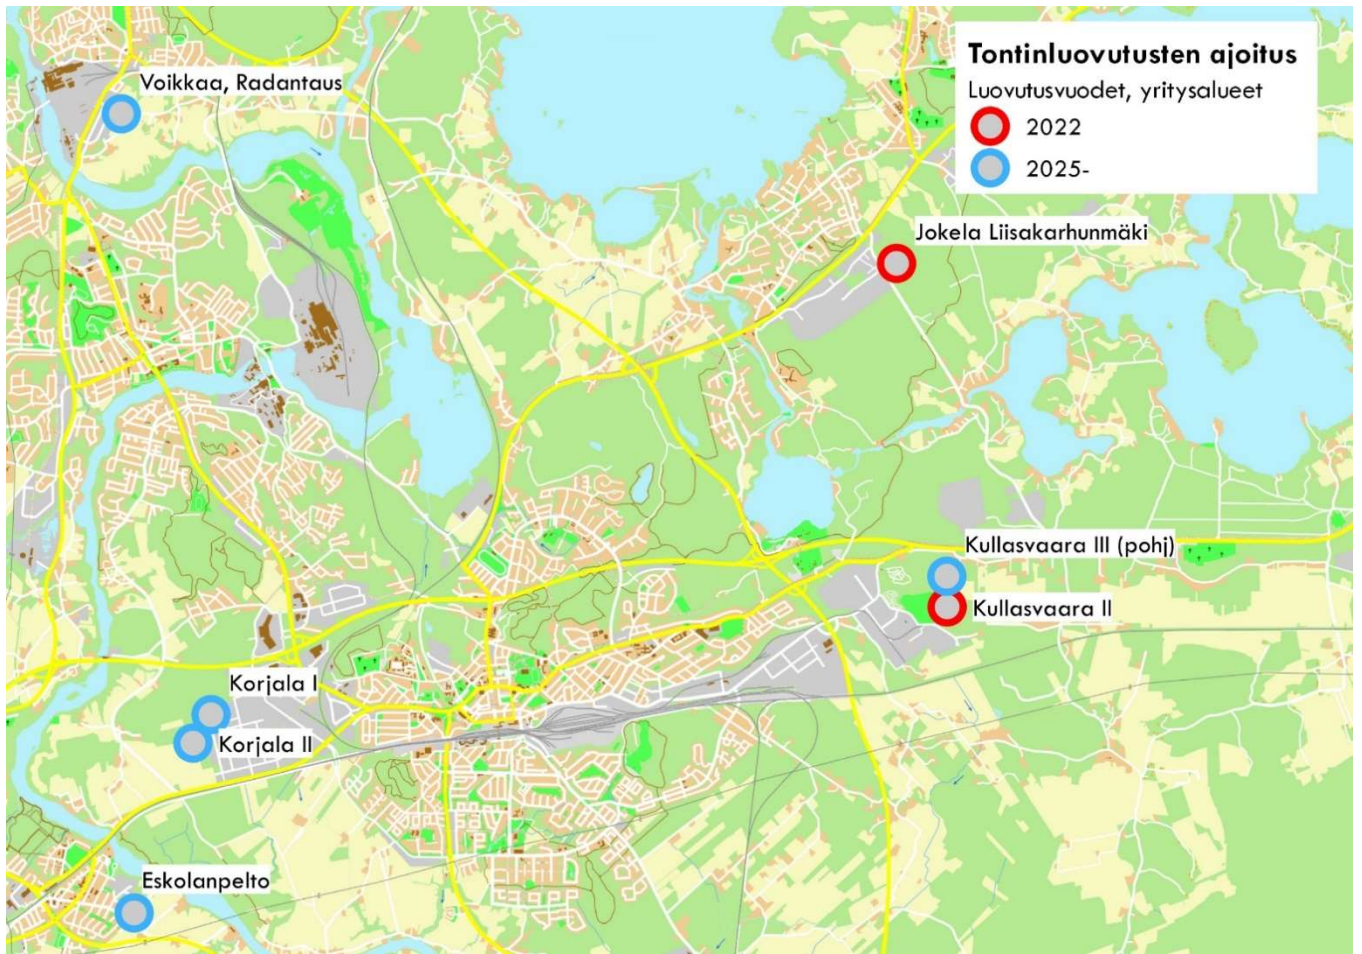 Tontinluovutusten ajoitus
Luovutusvuodet, yritysalueet
2022
2025-
Voikkaa, Radantaus
Jokela Liisakarhunmäki
Kullasvaara III (pohj)
Kullasvaara II
Korjala I
Korjala II
Eskolanpelto